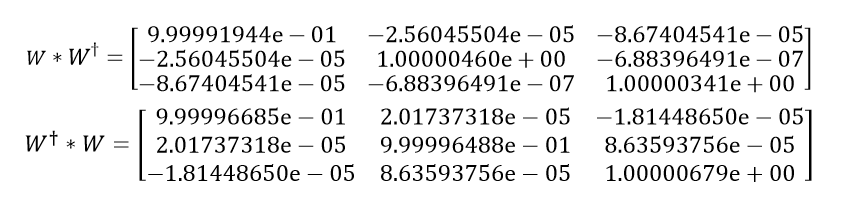 9.99991944e − 01 −2.56045504e − 05 −8.67404541e − 05
W * W† = −2.56045504e − 05 1.00000460e + 00 −6.88396491e − 07
−8.67404541e − 05 −6.88396491e − 07 1.00000341e + 00
9.99996685e − 01 2.01737318e − 05 −1.81448650e − 05
W† * W = 2.01737318e − 05 9.99996488e − 01 8.63593756e − 05
−1.81448650e − 05 8.63593756e − 05 1.00000679e + 00